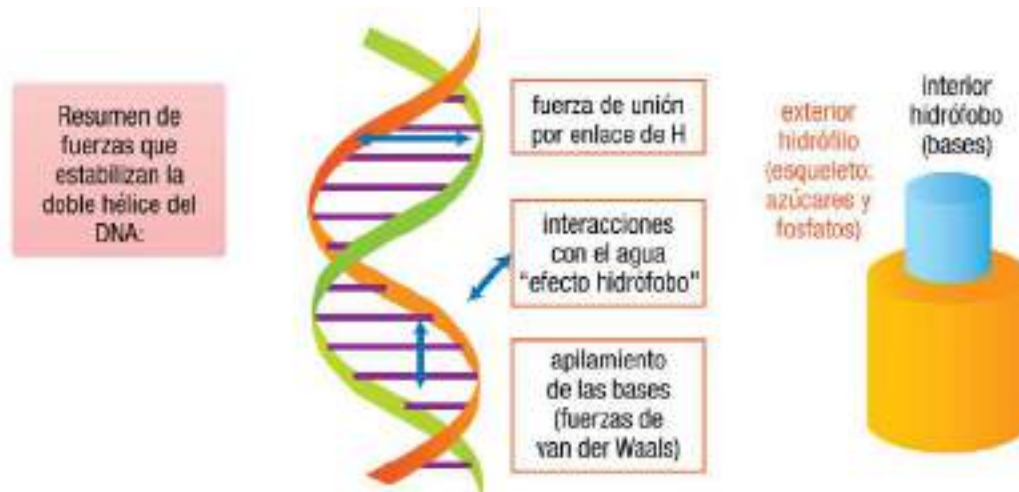 Resumen de
fuerzas que
estabilizan la
doble hélice del
DNA:
fuerza de unión
por enlace de H
interacciones
con el agua
"efecto hidrófobo"
apilamiento
de las bases
(fuerzas de
van der Waals)
exterior
hidrófilo
(esqueleto:
azúcares y
fosfatos)
interior
hidrófobo
(bases)